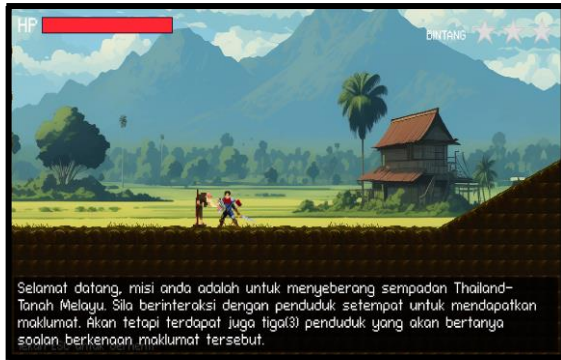 HP
BINTANG
Selamat datang, misi anda adalah untuk menyeberang sempadan Thailand-
Tanah Melayu. Sila berinteraksi dengan penduduk setempat untuk mendapatkan
maklumat. Akan tetapi terdapat juga tiga(3) penduduk yang akan bertanya
soalan berkenaan maklumat tersebut.